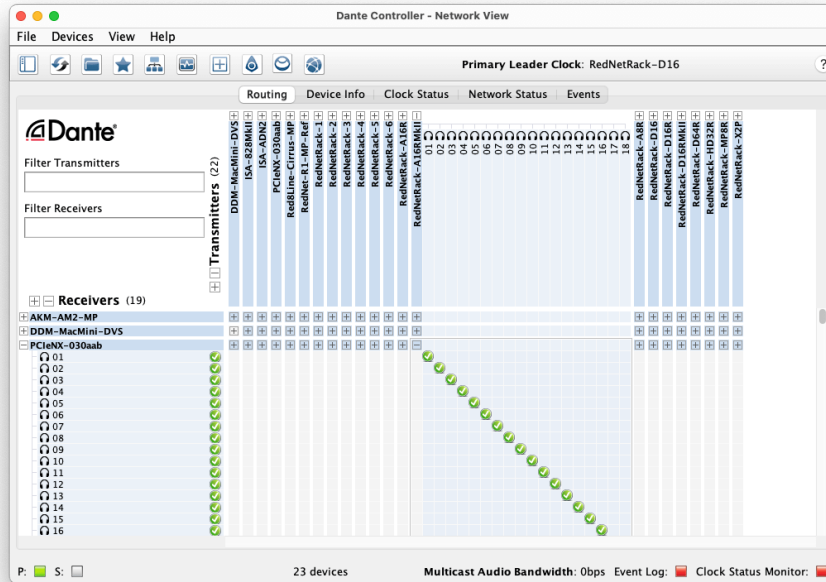 Dante Controller - Network View
File Devices View Help
Primary Leader Clock: RedNetRack-D16
?
Routing Device Info Clock Status Network Status Events
Dante
Filter Transmitters
Filter Receivers
Transmitters (22)
DDM-MacMini-DVS
ISA-828MkII
ISA-ADN2
PCIeNX-030aab
Red8Line-Cirrus-MP
RedNet-R1-MP-Ref
RedNetRack-1
RedNetRack-2
RedNetRack-3
RedNetRack-4
RedNetRack-5
RedNetRack-6
RedNetRack-A16R
RedNetRack-A16RMkII
01
02
03
04
05
06
07
08
09
10
11
12
13
14
15
16
17
18
RedNetRack-A8R
RedNetRack-D16
RedNetRack-D16R
RedNetRack-D16RMkII
RedNetRack-D64R
RedNetRack-HD32R
RedNetRack-MP8R
RedNetRack-X2P
Receivers (19)
AKM-AM2-MP
DDM-MacMini-DVS
PCIeNX-030aab
01
02
03
04
05
06
07
08
09
10
11
12
13
14
15
16
P: S: 23 devices Multicast Audio Bandwidth: 0bps Event Log: Clock Status Monitor: